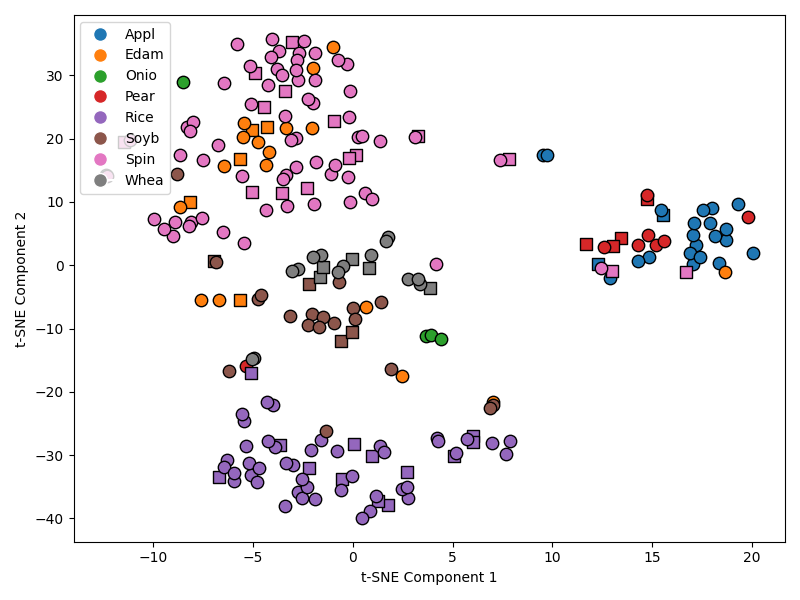 Appl
Edam
Onio
Pear
Rice
Soyb
Spin
Whea
30
20
10
0
−10
−20
−30
−40
t-SNE Component 2
−10
−5
0
5
10
15
20
t-SNE Component 1